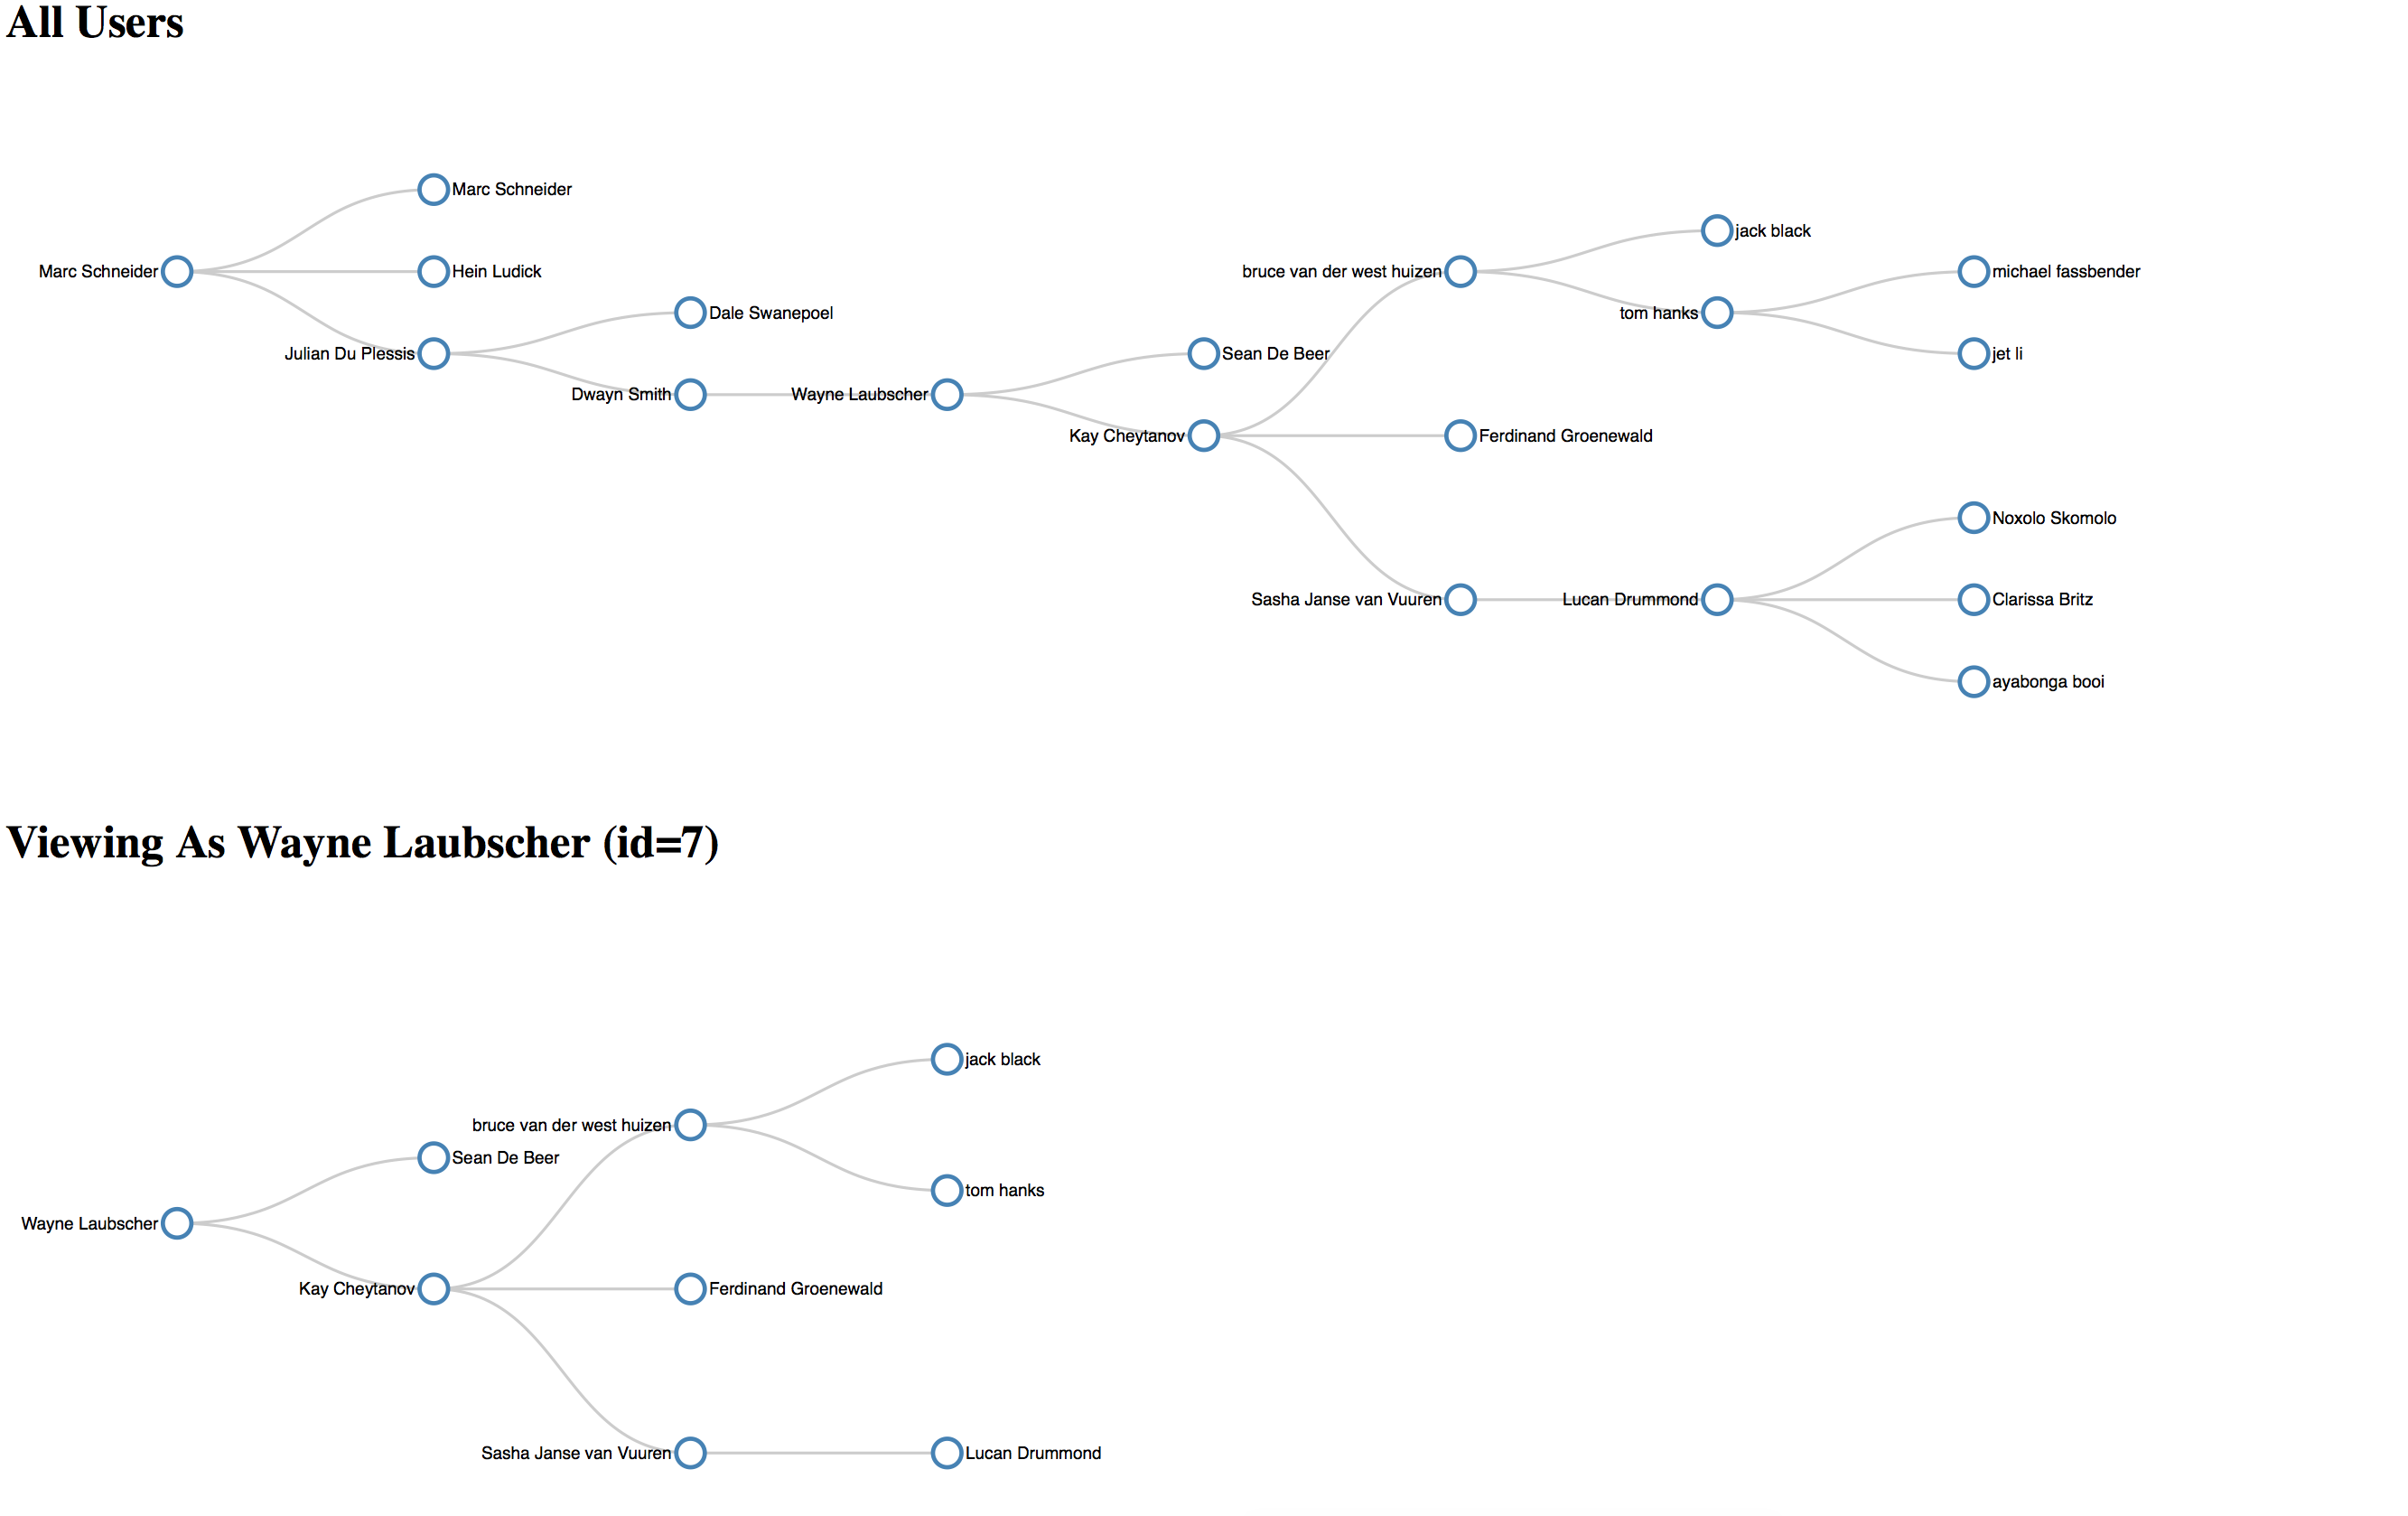 All Users
Marc Schneider
jack black
Marc Schneider
Hein Ludick
bruce van der west huizen
michael fassbender
Dale Swanepoel
tom hanks
Julian Du Plessis
Sean De Beer
jet li
Dwayn Smith
Wayne Laubscher
Kay Cheytanov
Ferdinand Groenewald
Noxolo Skomolo
Sasha Janse van Vuuren
Lucan Drummond
Clarissa Britz
ayabonga booi
Viewing As Wayne Laubscher (id=7)
jack black
bruce van der west huizen
Sean De Beer
tom hanks
Wayne Laubscher
Kay Cheytanov
Ferdinand Groenewald
Sasha Janse van Vuuren
Lucan Drummond